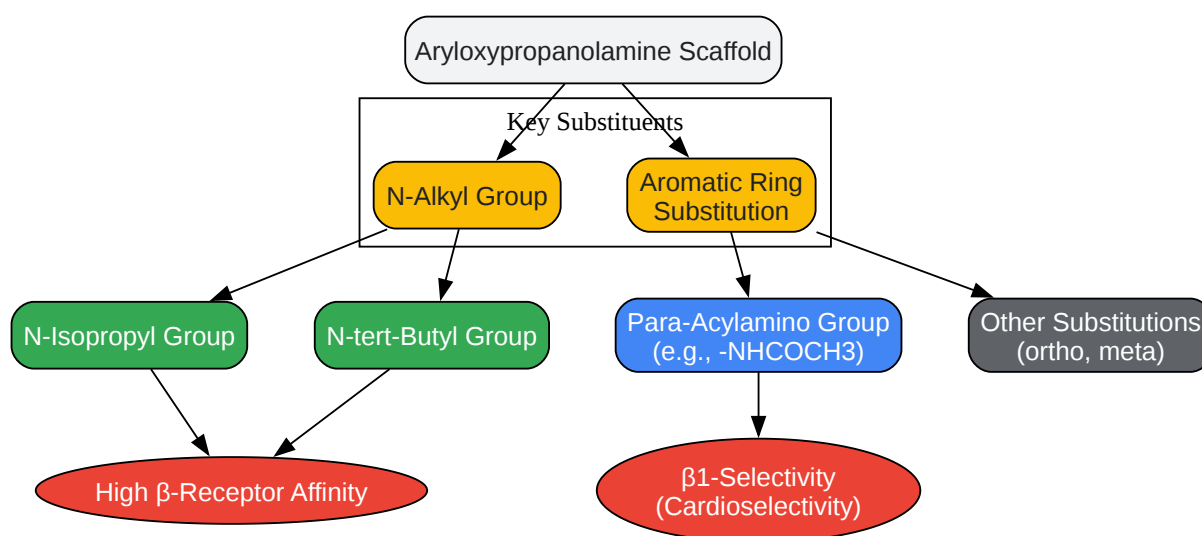 Aryloxypropanolamine Scaffold
Key Substituents
N-Alkyl Group
Aromatic Ring
Substitution
N-Isopropyl Group
N-tert-Butyl Group
Para-Acylamino Group
(e.g., -NHCOCH3)
Other Substitutions
(ortho, meta)
High β-Receptor Affinity
β1-Selectivity
(Cardioselectivity)